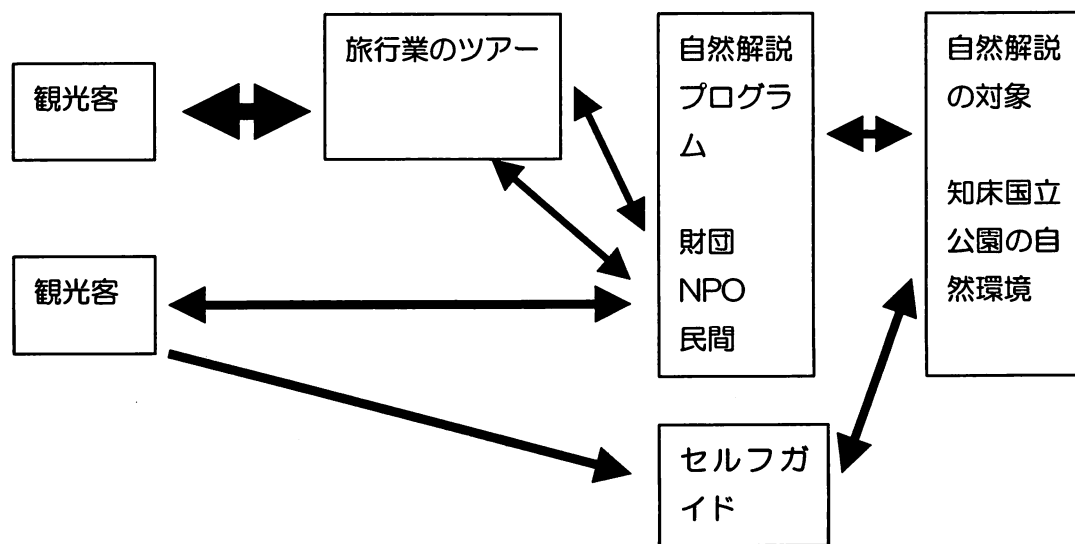 観光客
旅行業のツアー
自然解説
プログラ
ム
財団
NPO
民間
自然解説
の対象
知床国立
公園の自
然環境
観光客
セルフガ
イド